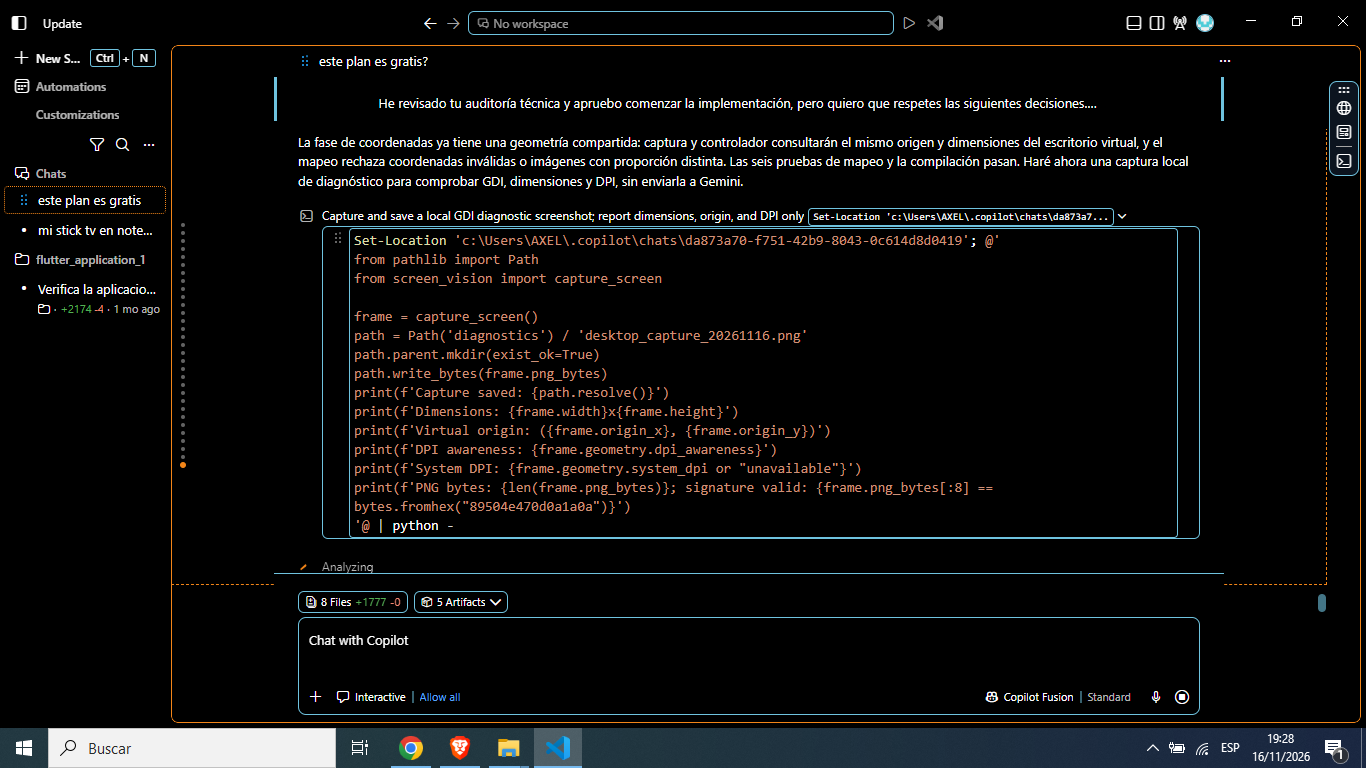 Update
No workspace
New S... Ctrl + N
Automations
Customizations
Chats
este plan es gratis
mi stick tv en note...
flutter_application_1
Verifica la aplicacio...
· +2174 -4 · 1 mo ago
este plan es gratis?
He revisado tu auditoría técnica y apruebo comenzar la implementación, pero quiero que respetes las siguientes decisiones....
La fase de coordenadas ya tiene una geometría compartida: captura y controlador consultarán el mismo origen y dimensiones del escritorio virtual, y el
mapeo rechaza coordenadas inválidas o imágenes con proporción distinta. Las seis pruebas de mapeo y la compilación pasan. Haré ahora una captura local
de diagnóstico para comprobar GDI, dimensiones y DPI, sin enviarla a Gemini.
Capture and save a local GDI diagnostic screenshot; report dimensions, origin, and DPI only Set-Location 'c:\Users\AXEL\.copilot\chats\da873a7...
Set-Location 'c:\Users\AXEL\.copilot\chats\da873a70-f751-42b9-8043-0c614d8d0419'; @'
from pathlib import Path
from screen_vision import capture_screen
frame = capture_screen()
path = Path('diagnostics') / 'desktop_capture_20261116.png'
path.parent.mkdir(exist_ok=True)
path.write_bytes(frame.png_bytes)
print(f'Capture saved: {path.resolve()}')
print(f'Dimensions: {frame.width}x{frame.height}')
print(f'Virtual origin: ({frame.origin_x}, {frame.origin_y})')
print(f'DPI awareness: {frame.geometry.dpi_awareness}')
print(f'System DPI: {frame.geometry.system_dpi or "unavailable"}')
print(f'PNG bytes: {len(frame.png_bytes)}; signature valid: {frame.png_bytes[:8] ==
bytes.fromhex("89504e470d0a1a0a")}')
'@ | python -
Analyzing
8 Files +1777 -0
5 Artifacts
Chat with Copilot
Interactive | Allow all
Copilot Fusion | Standard
Buscar
ESP
19:28
16/11/2026
1